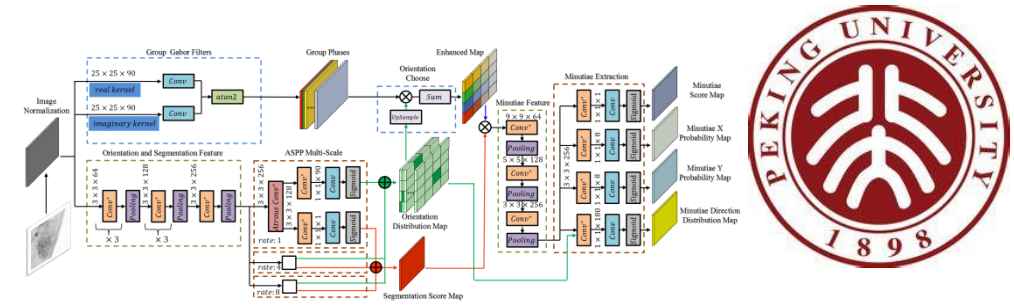 Group Gabor Filters
25 × 25 × 90
real kernel
Conv
25 × 25 × 90
imaginary kernel
Conv
atan2
Group Phases
...
Enhanced Map
Orientation
Choose
Sum
UpSample
Image
Normalization
Orientation and Segmentation Feature
3 × 3 × 64
Conv*
Pooling
3 × 3 × 128
Conv*
Pooling
3 × 3 × 256
Conv*
Pooling
× 3
× 3
ASPP Multi-Scale
3 × 3 × 256
Atrous Conv*
3 × 3 × 128
Conv*
1 × 1 × 90
Conv
Sigmoid
Conv*
1 × 1 × 1
Conv
Sigmoid
rate: 1
rate: 4
rate: 8
...
Orientation
Distribution Map
Segmentation Score Map
Minutiae Feature
9 × 9 × 64
Conv*
Pooling
5 × 5 × 128
Conv*
Pooling
3 × 3 × 256
Conv*
Pooling
Minutiae Extraction
3 × 3 × 256
Conv*
1 × 1 × 1
Conv
Sigmoid
Conv*
1 × 1 × 8
Conv
Sigmoid
Conv*
1 × 1 × 8
Conv
Sigmoid
Conv*
1 × 1 × 180
Conv
Sigmoid
Minutiae
Score Map
Minutiae X
Probability Map
Minutiae Y
Probability Map
Minutiae Direction
Distribution Map
PEKING UNIVERSITY
1898